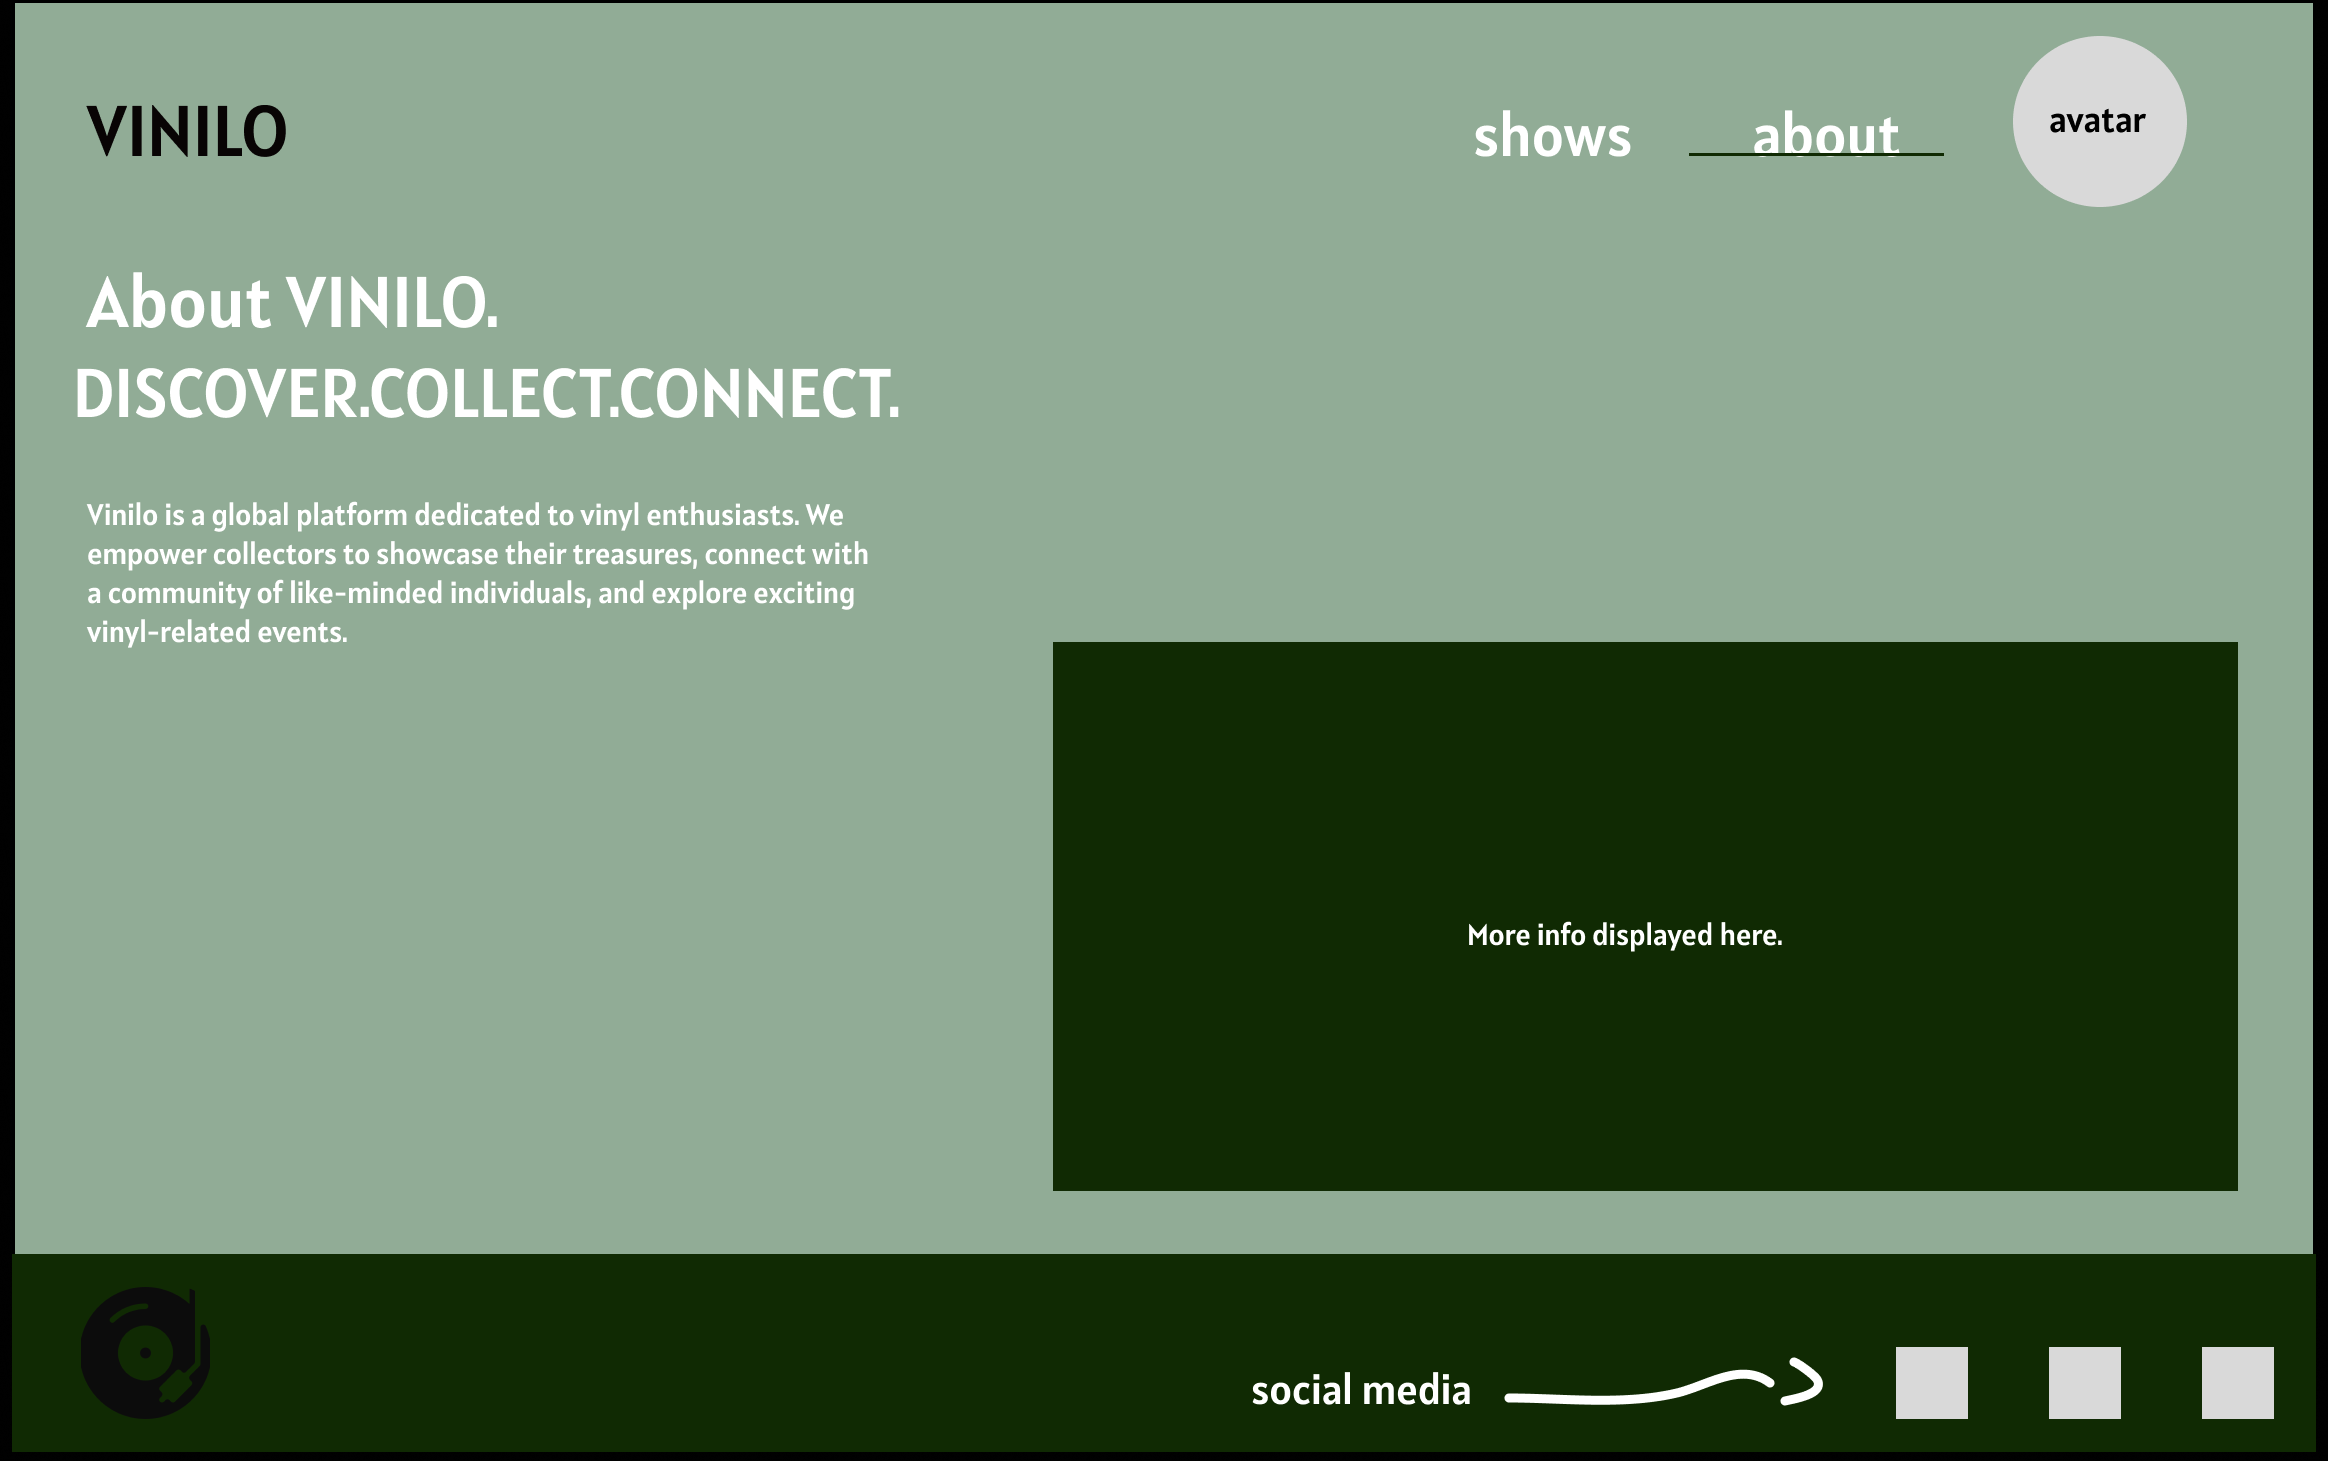 VINILO
shows
about
avatar
About VINILO.
DISCOVER.COLLECT.CONNECT.
Vinilo is a global platform dedicated to vinyl enthusiasts. We
empower collectors to showcase their treasures, connect with
a community of like-minded individuals, and explore exciting
vinyl-related events.
More info displayed here.
social media